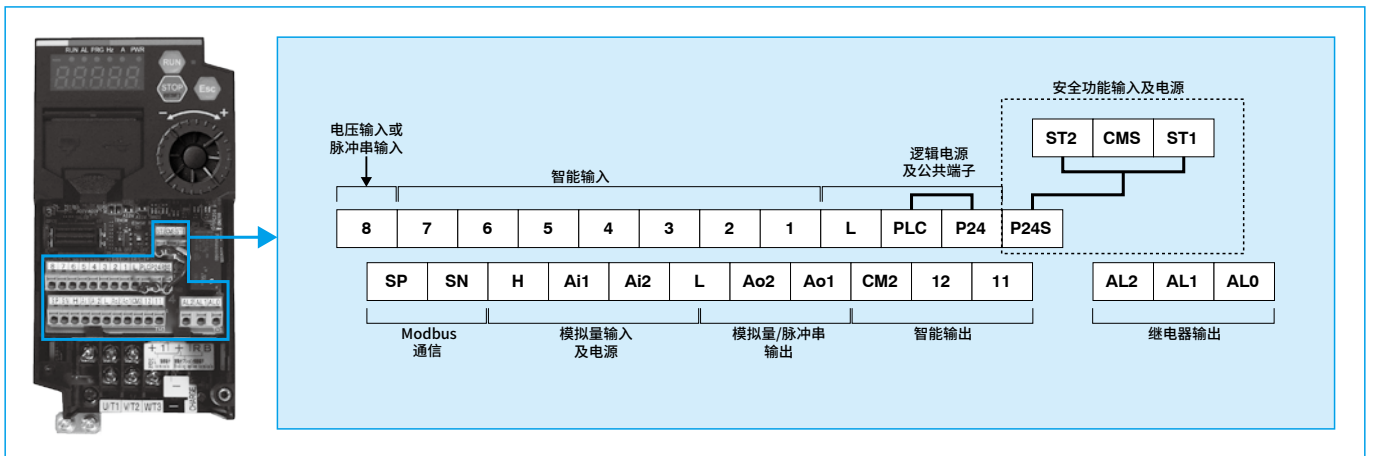 RUN AL PRG Hz A PWR
RUN
STOP
RESET
Esc
− +
安全功能输入及电源
ST2 CMS ST1
电压输入或
脉冲串输入
智能输入
逻辑电源
及公共端子
8 7 6 5 4 3 2 1 L PLC P24 P24S
SP SN H Ai1 Ai2 L Ao2 Ao1 CM2 12 11
AL2 AL1 AL0
Modbus
通信
模拟量输入
及电源
模拟量/脉冲串
输出
智能输出
继电器输出
U/T1 V/T2 W/T3
CHARGE